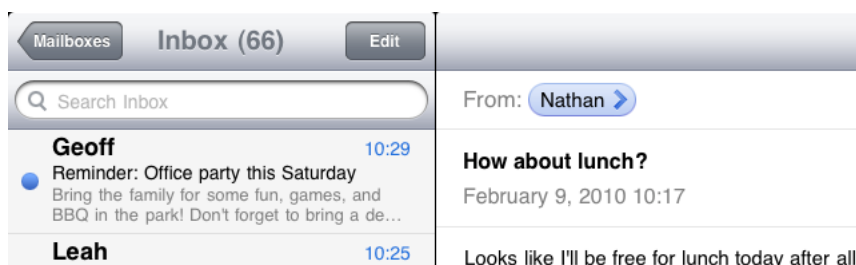 Mailboxes
Inbox (66)
Edit
Search Inbox
Geoff
10:29
Reminder: Office party this Saturday
Bring the family for some fun, games, and
BBQ in the park! Don't forget to bring a de...
Leah
10:25
From: Nathan
How about lunch?
February 9, 2010 10:17
Looks like I'll be free for lunch today after all